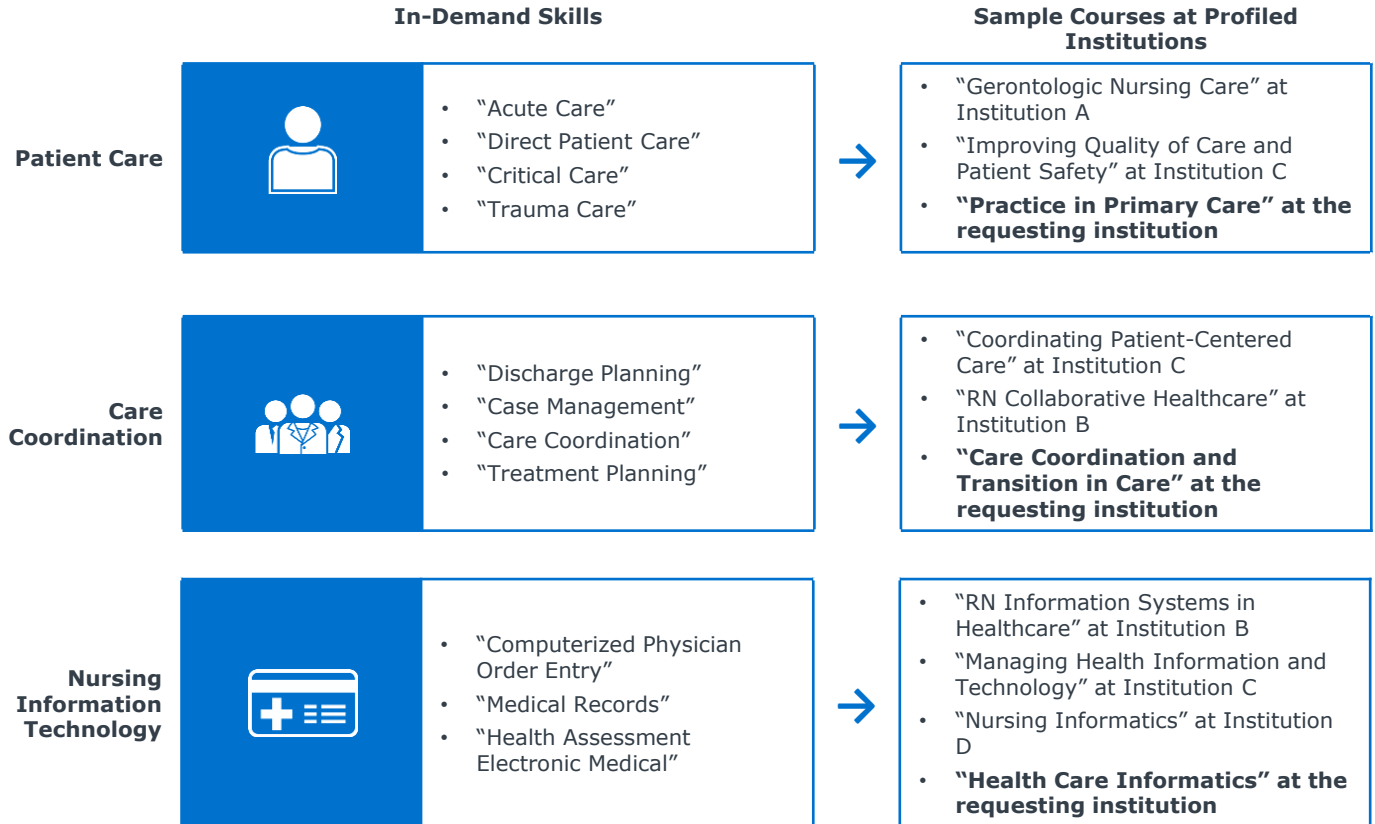 In-Demand Skills
Sample Courses at Profiled
Institutions
Patient Care
• “Acute Care”
• “Direct Patient Care”
• “Critical Care”
• “Trauma Care”
• “Gerontologic Nursing Care” at
Institution A
• “Improving Quality of Care and
Patient Safety” at Institution C
• “Practice in Primary Care” at the
requesting institution
Care
Coordination
• “Discharge Planning”
• “Case Management”
• “Care Coordination”
• “Treatment Planning”
• “Coordinating Patient-Centered
Care” at Institution C
• “RN Collaborative Healthcare” at
Institution B
• “Care Coordination and
Transition in Care” at the
requesting institution
Nursing
Information
Technology
• “Computerized Physician
Order Entry”
• “Medical Records”
• “Health Assessment
Electronic Medical”
• “RN Information Systems in
Healthcare” at Institution B
• “Managing Health Information and
Technology” at Institution C
• “Nursing Informatics” at Institution
D
• “Health Care Informatics” at the
requesting institution